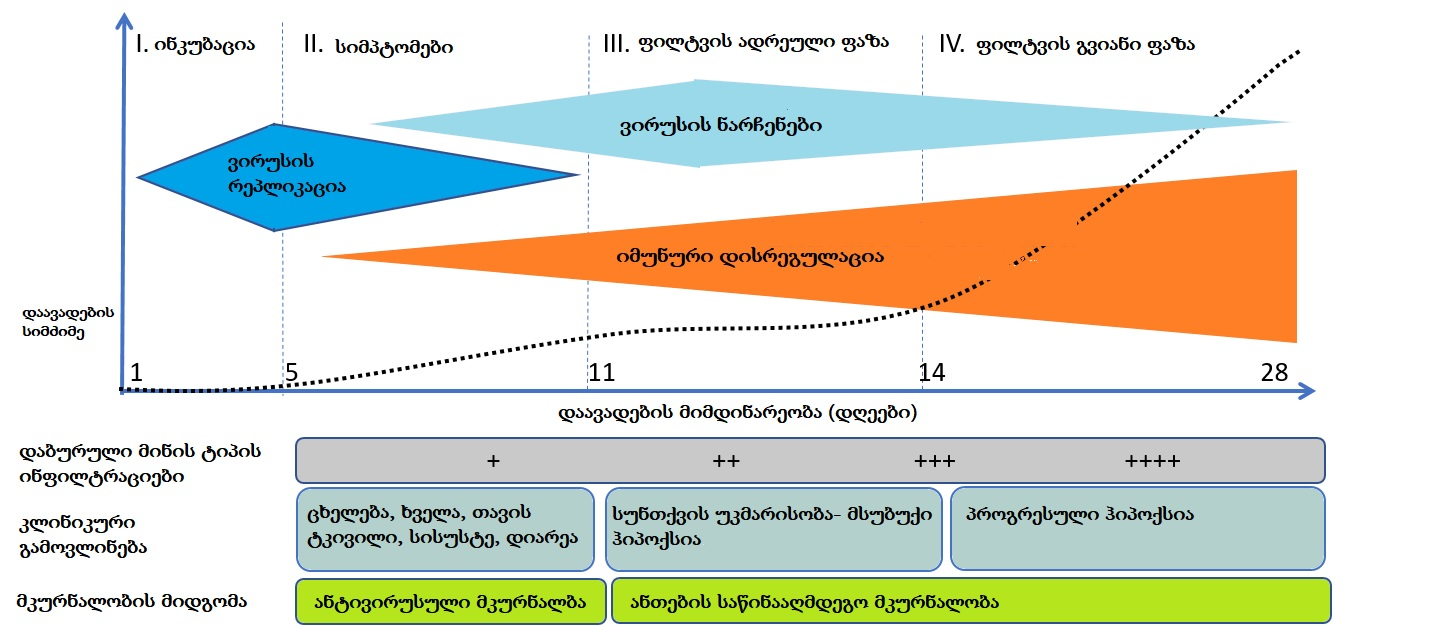 I. ინკუბაცია
II. სიმპტომები
III. ფილტვის ადრეული ფაზა
IV. ფილტვის გვიანი ფაზა
ვირუსის ნარჩენები
ვირუსის
რეპლიკაცია
იმუნური დისრეგულაცია
დაავადების
სიმძიმე
1
5
11
14
28
დაავადების მიმდინარეობა (დღეები)
დაბურული მინის ტიპის
ინფილტრაციები
+
++
+++
++++
კლინიკური
გამოვლინება
ცხელება, ხველა, თავის
ტკივილი, სისუსტე, დიარეა
სუნთქვის უკმარისობა- მსუბუქი
ჰიპოქსია
პროგრესული ჰიპოქსია
მკურნალობის მიდგომა
ანტივირუსული მკურნალბა
ანთების საწინააღმდეგო მკურნალობა